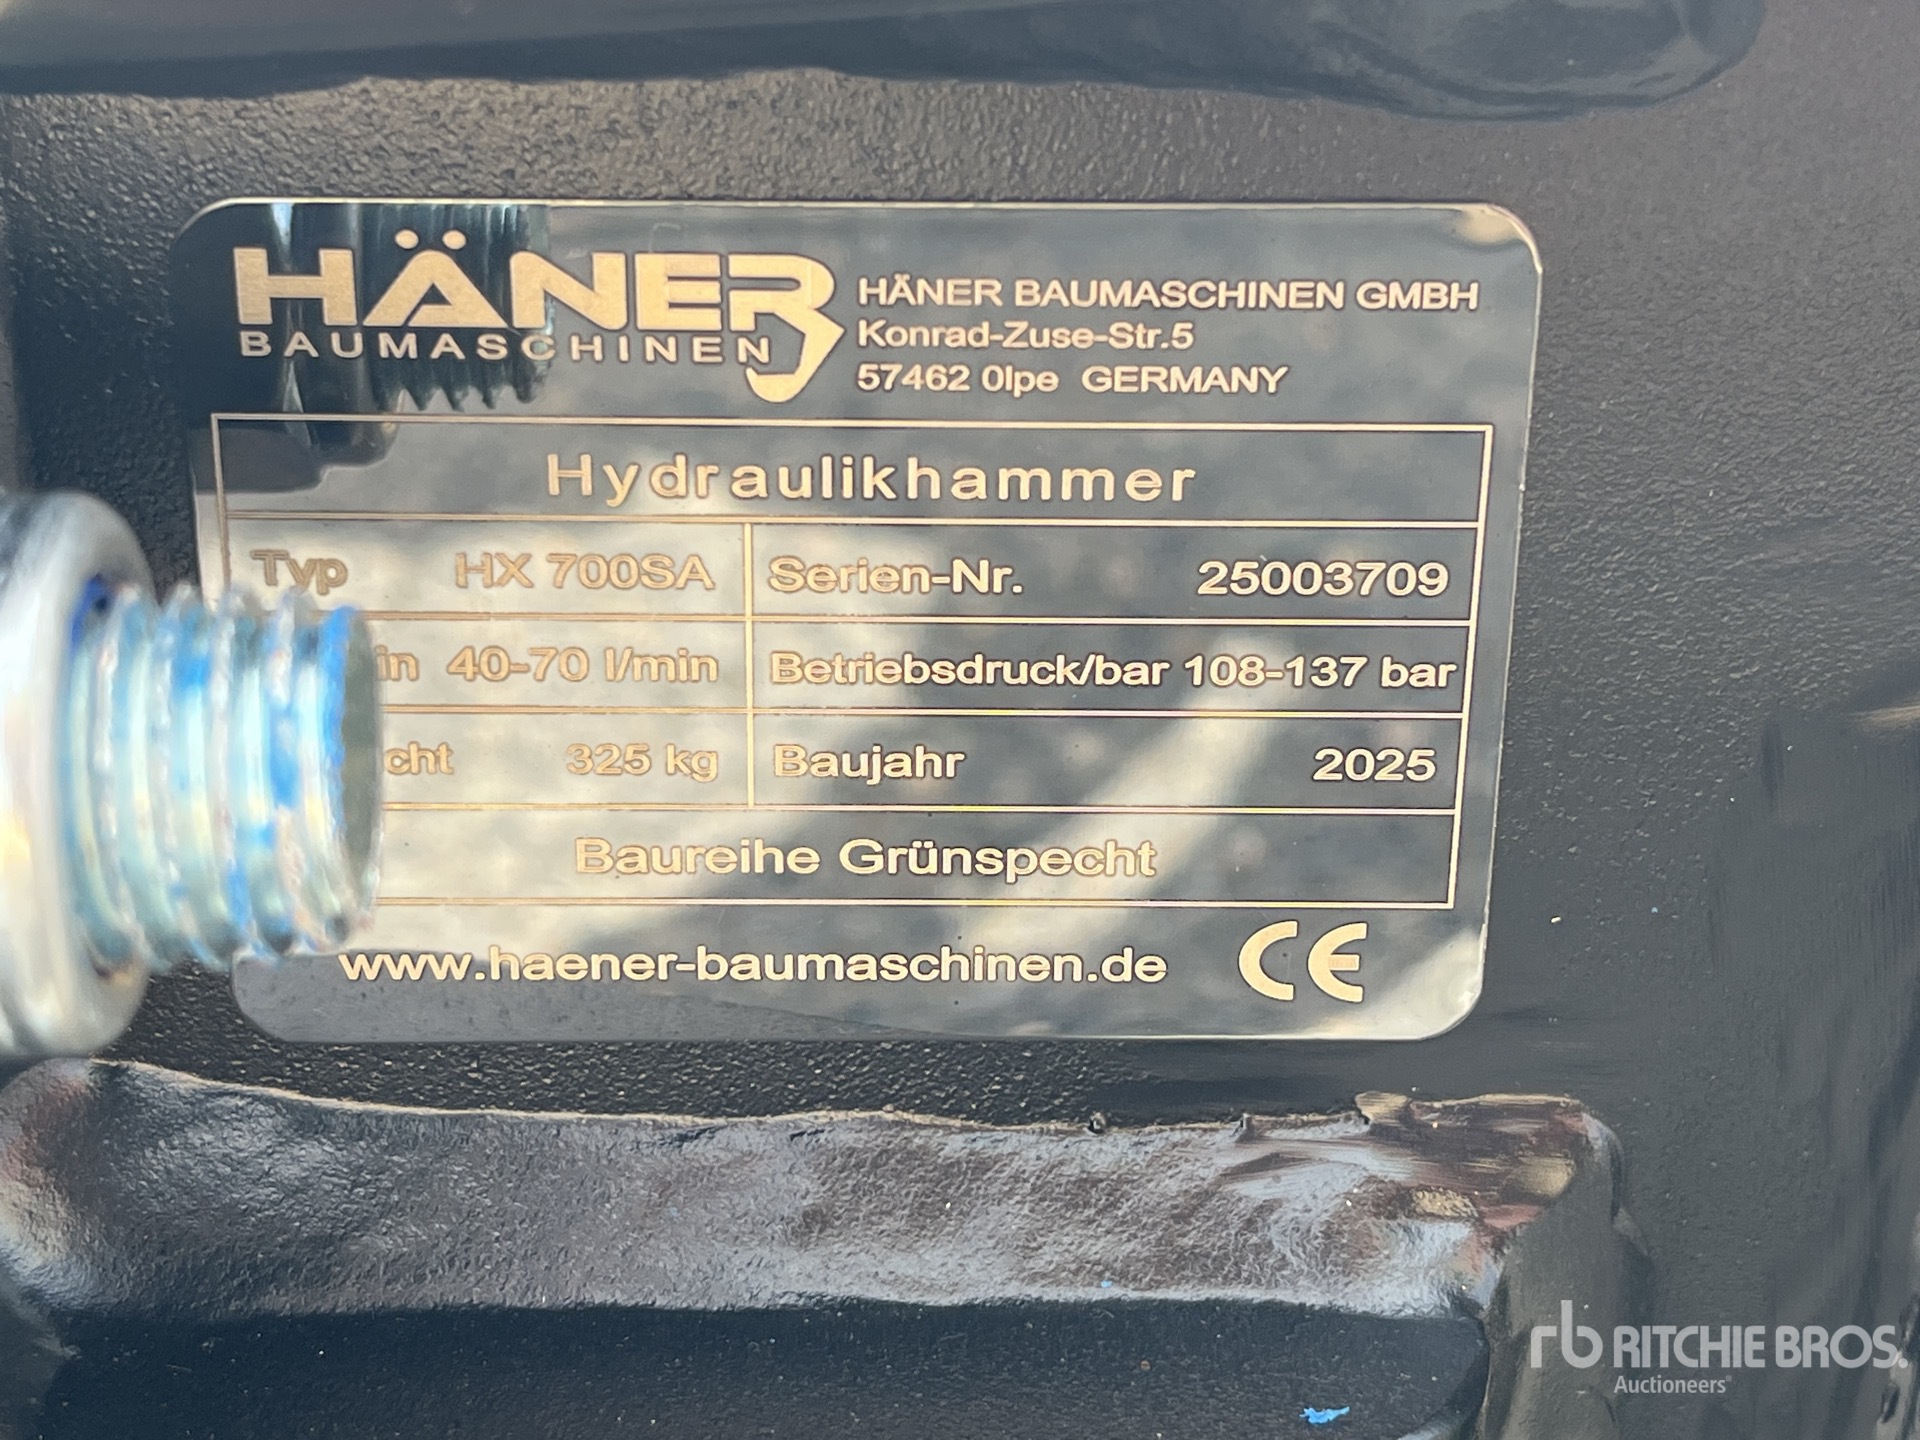 HÄNER
BAUMASCHINEN
HÄNER BAUMASCHINEN GMBH
Konrad-Zuse-Str.5
57462 Olpe GERMANY
Hydraulikhammer
Typ HX 700SA Serien-Nr. 25003709
40-70 l/min Betriebsdruck/bar 108-137 bar
325 kg Baujahr 2025
Baureihe Grünspecht
www.haener-baumaschinen.de CE
rb RITCHIE BROS.
Auctioneers